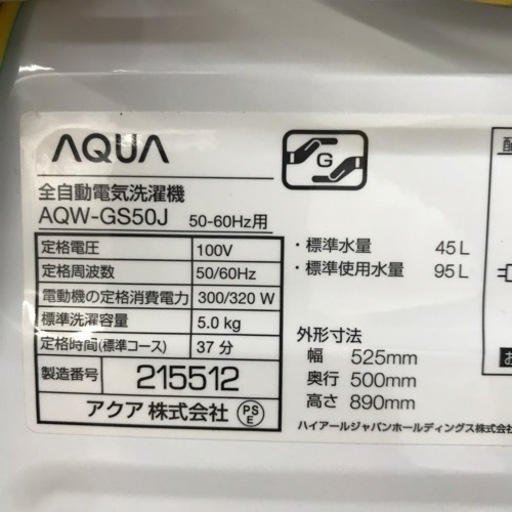 AQUA
G
全自動電気洗濯機
AQW-GS50J 50-60Hz用
定格電圧 100V
定格周波数 50/60Hz
電動機の定格消費電力 300/320 W
標準洗濯容量 5.0 kg
定格時間(標準コース) 37 分
製造番号 215512
アクア 株式会社 PS E
・標準水量 45 L
・標準使用水量 95 L
外形寸法
幅 525mm
奥行 500mm
高さ 890mm
ハイアールジャパンホールディングス株式会社
配
お